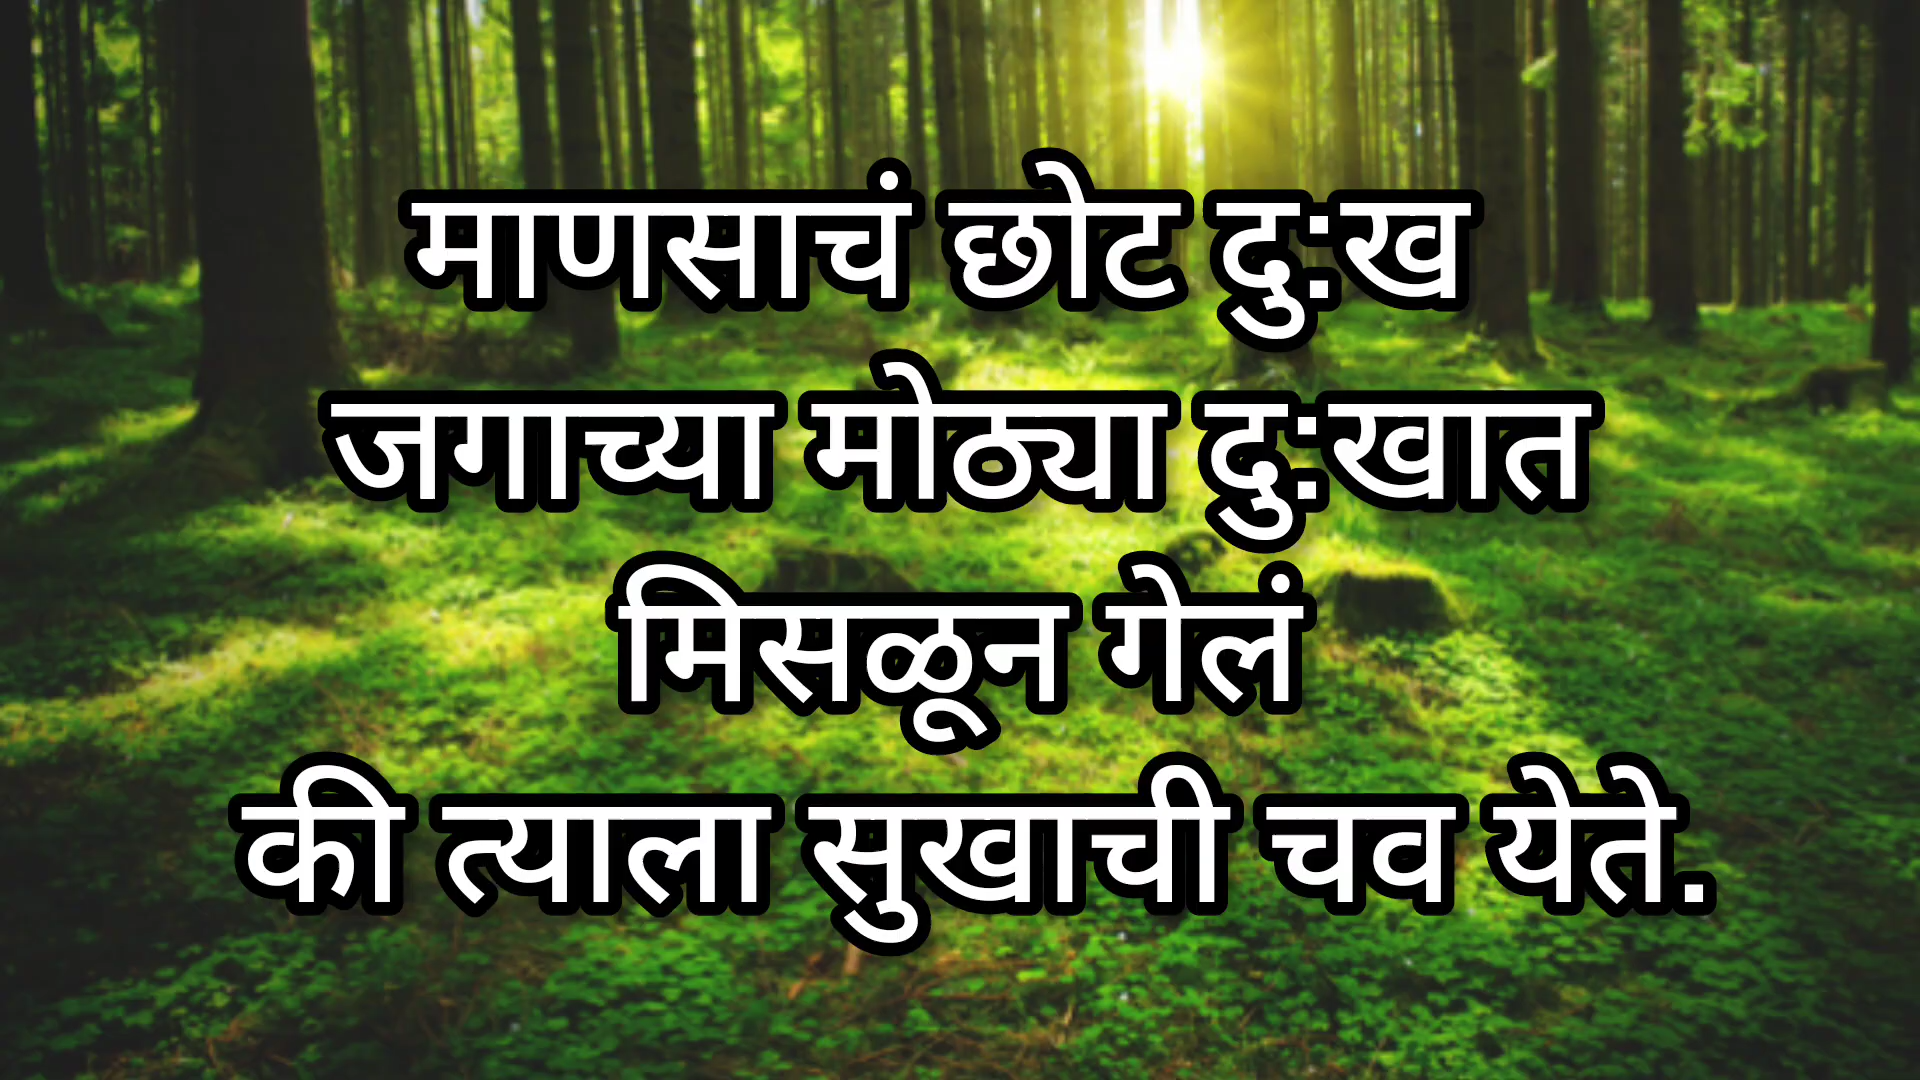 माणसाचं छोट दु:ख
जगाच्या मोठ्या दु:खात
मिसळून गेलं
की त्याला सुखाची चव येते.